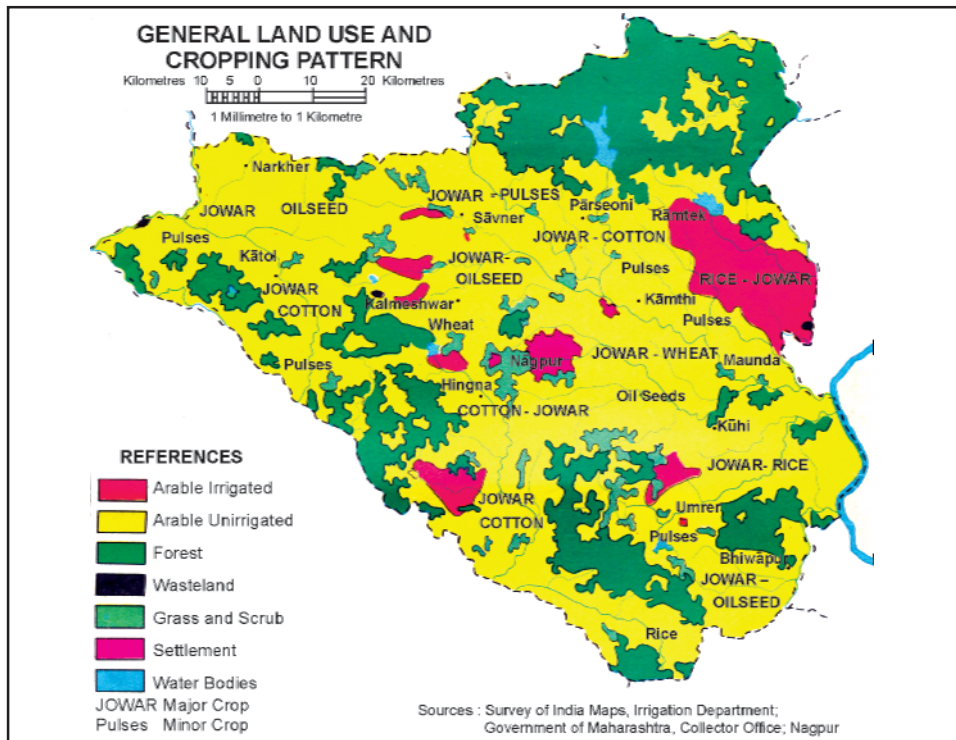 GENERAL LAND USE AND
CROPPING PATTERN
Kilometres 10 5 0 10 20 Kilometres
1 Millimetre to 1 Kilometre
Narkher
JOWAR OILSEED
Pulses
Kātol
JOWAR
COTTON
Pulses
JOWAR - PULSES
Sāvner
Pārseoni
Rāmtek
JOWAR - COTTON
JOWAR-
OILSEED
Pulses
RICE - JOWAR
Kalmeshwar
Kāmthi
Wheat
Pulses
Nāgpur
JOWAR - WHEAT
Maunda
Hingna
Oil Seeds
COTTON - JOWAR
Kūhi
JOWAR- RICE
JOWAR
COTTON
Umrer
Pulses
Bhiwāpur
JOWAR –
OILSEED
Rice
REFERENCES
Arable Irrigated
Arable Unirrigated
Forest
Wasteland
Grass and Scrub
Settlement
Water Bodies
JOWAR Major Crop
Pulses Minor Crop
Sources : Survey of India Maps, Irrigation Department;
Government of Maharashtra, Collector Office; Nagpur